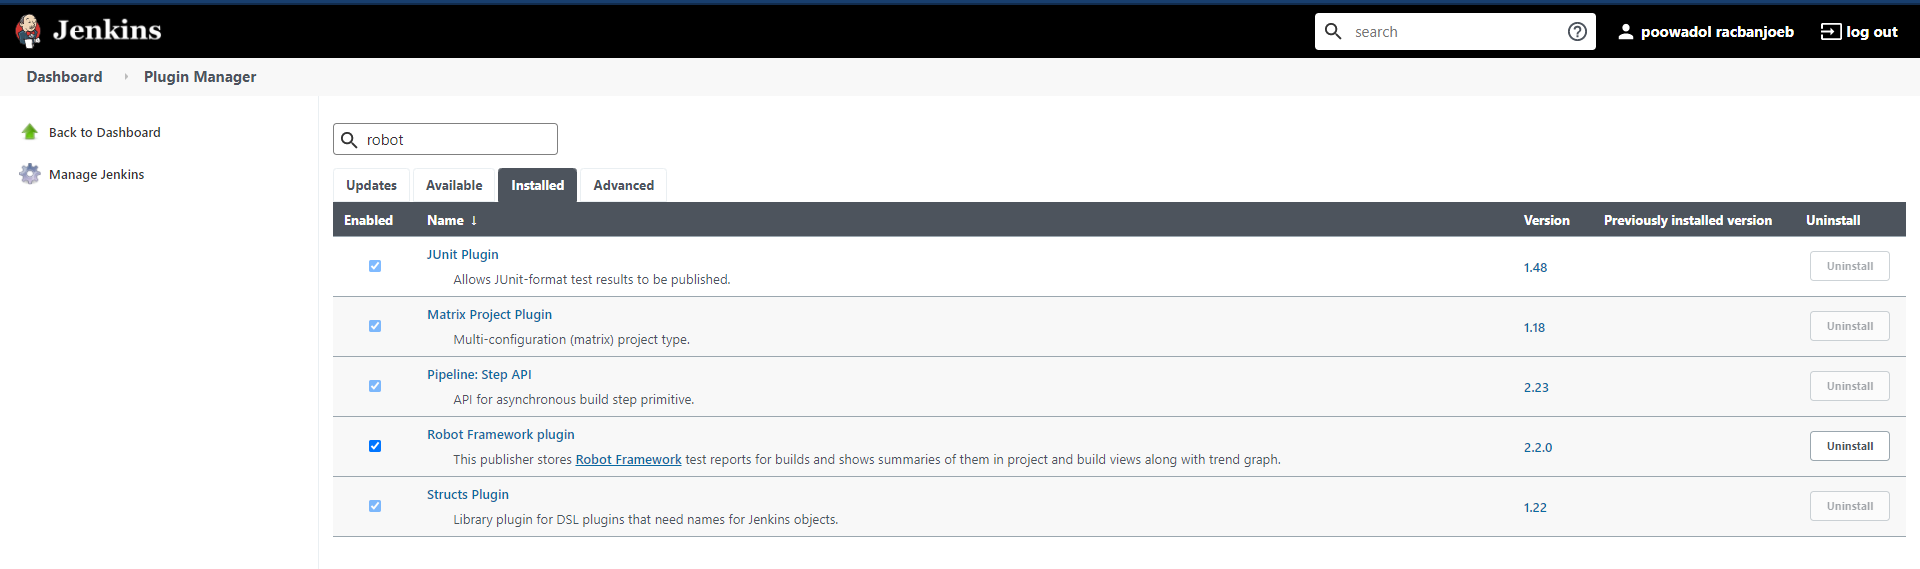 Jenkins
search
poowadol racbanjoeb
log out
Dashboard
Plugin Manager
Back to Dashboard
Manage Jenkins
robot
Updates
Available
Installed
Advanced
Enabled
Name ↓
Version
Previously installed version
Uninstall
JUnit Plugin
Allows JUnit-format test results to be published.
1.48
Uninstall
Matrix Project Plugin
Multi-configuration (matrix) project type.
1.18
Uninstall
Pipeline: Step API
API for asynchronous build step primitive.
2.23
Uninstall
Robot Framework plugin
This publisher stores Robot Framework test reports for builds and shows summaries of them in project and build views along with trend graph.
2.2.0
Uninstall
Structs Plugin
Library plugin for DSL plugins that need names for Jenkins objects.
1.22
Uninstall